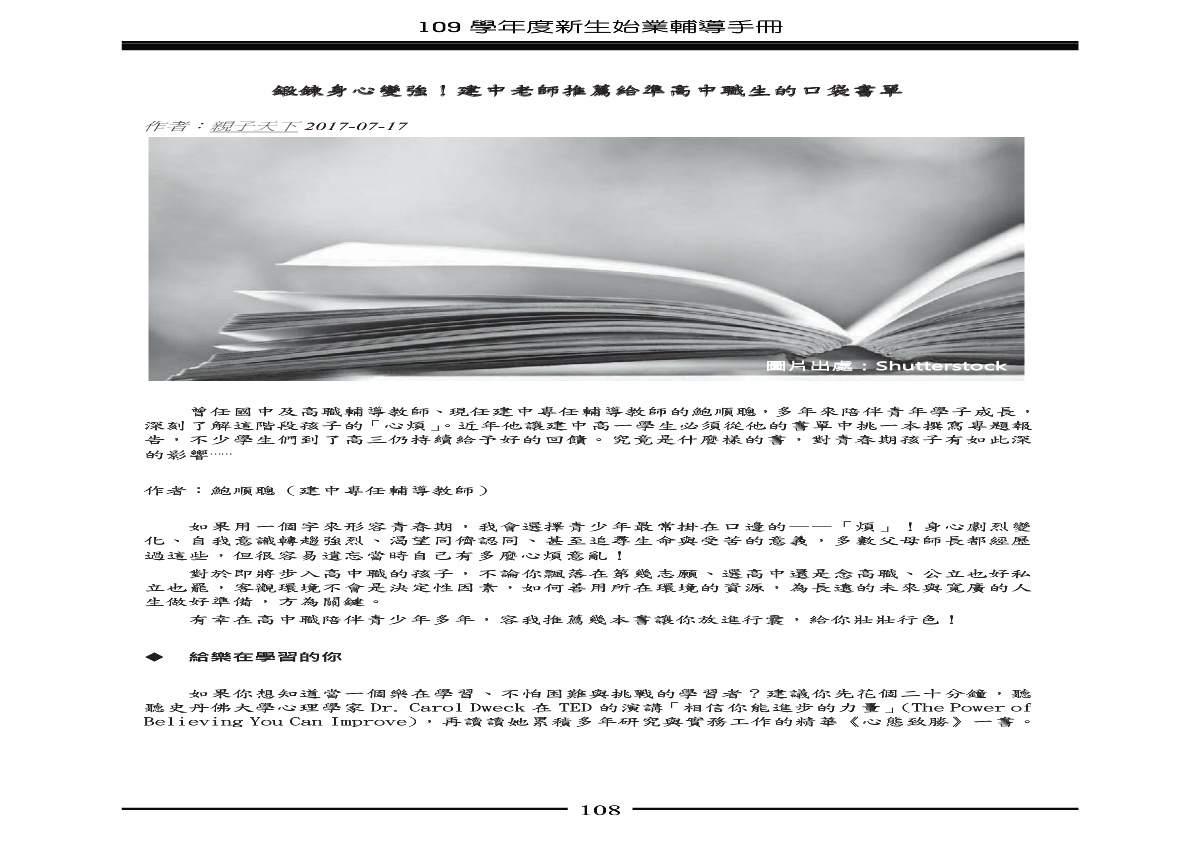 109 學年度新生始業輔導手冊
鍛鍊身心變強！建中老師推薦給準高中職生的口袋書單
作者：親子天下 2017-07-17
圖片出處：Shutterstock
曾任國中及高職輔導教師、現任建中專任輔導教師的鮑順聰，多年來陪伴青年學子成長，
深刻了解這階段孩子的「心煩」。近年他讓建中高一學生必須從他的書單中挑一本撰寫專題報
告，不少學生們到了高三仍持續給予好的回饋。究竟是什麼樣的書，對青春期孩子有如此深
的影響……
作者：鮑順聰（建中專任輔導教師）
如果用一個字來形容青春期，我會選擇青少年最常掛在口邊的——「煩」！身心劇烈變
化、自我意識轉趨強烈、渴望同儕認同、甚至追尋生命與受苦的意義，多數父母師長都經歷
過這些，但很容易遺忘當時自己有多麼心煩意亂！
對於即將步入高中職的孩子，不論你飄落在第幾志願、選高中還是念高職、公立也好私
立也罷，客觀環境不會是決定性因素，如何善用所在環境的資源，為長遠的未來與寬廣的人
生做好準備，方為關鍵。
有幸在高中職陪伴青少年多年，容我推薦幾本書讓你放進行囊，給你壯壯行色！
◆ 給樂在學習的你
如果你想知道當一個樂在學習、不怕困難與挑戰的學習者？建議你先花個二十分鐘，聽
聽史丹佛大學心理學家 Dr. Carol Dweck 在 TED 的演講「相信你能進步的力量」(The Power of
Believing You Can Improve)，再讀讀她累積多年研究與實務工作的精華《心態致勝》一書。
108